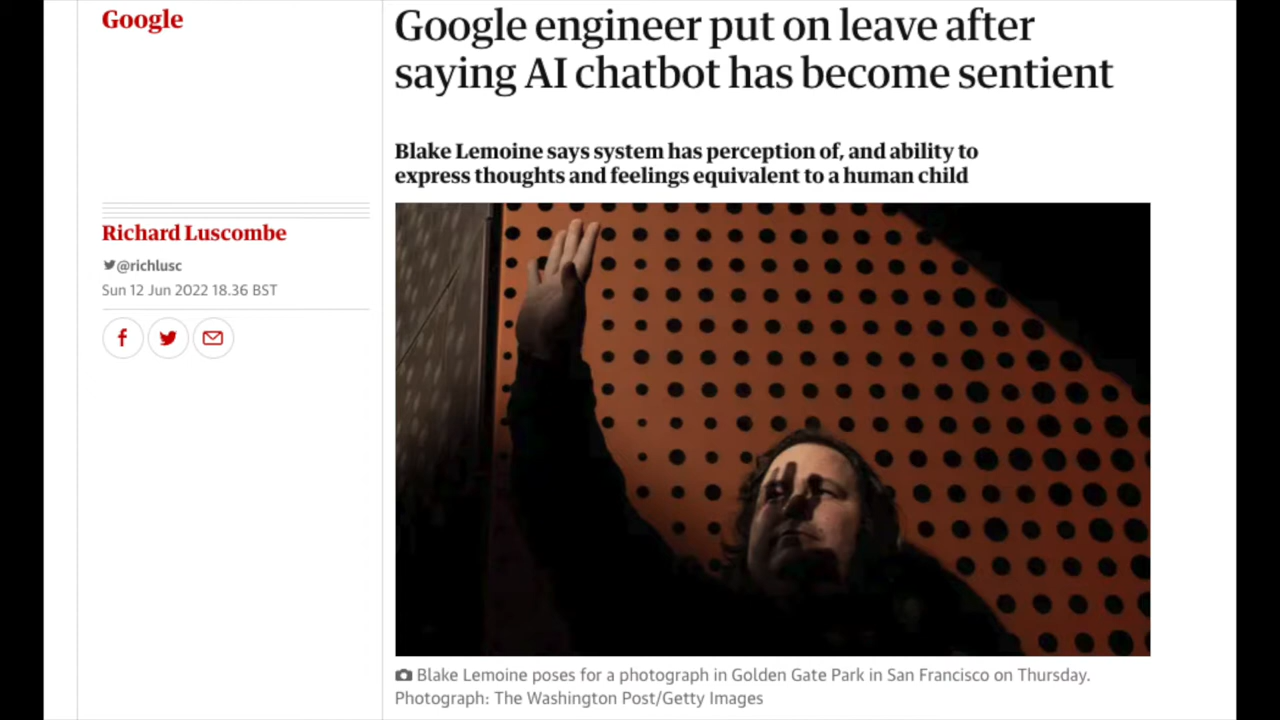 Google
Google engineer put on leave after
saying AI chatbot has become sentient
Blake Lemoine says system has perception of, and ability to
express thoughts and feelings equivalent to a human child
Richard Luscombe
@richlusc
Sun 12 Jun 2022 18.36 BST
Blake Lemoine poses for a photograph in Golden Gate Park in San Francisco on Thursday.
Photograph: The Washington Post/Getty Images